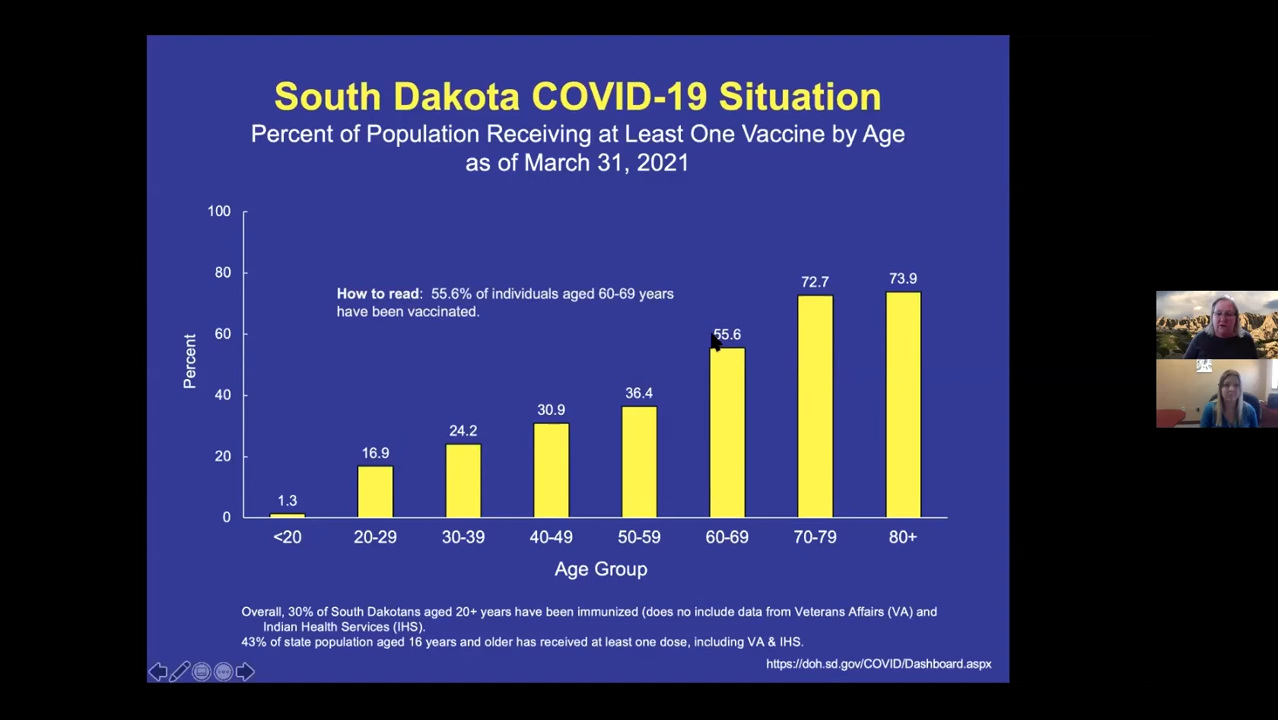 South Dakota COVID-19 Situation
Percent of Population Receiving at Least One Vaccine by Age
as of March 31, 2021
100
80
60
40
20
0
Percent
How to read: 55.6% of individuals aged 60-69 years
have been vaccinated.
1.3
16.9
24.2
30.9
36.4
55.6
72.7
73.9
<20
20-29
30-39
40-49
50-59
60-69
70-79
80+
Age Group
Overall, 30% of South Dakotans aged 20+ years have been immunized (does no include data from Veterans Affairs (VA) and
Indian Health Services (IHS).
43% of state population aged 16 years and older has received at least one dose, including VA & IHS.
https://doh.sd.gov/COVID/Dashboard.aspx